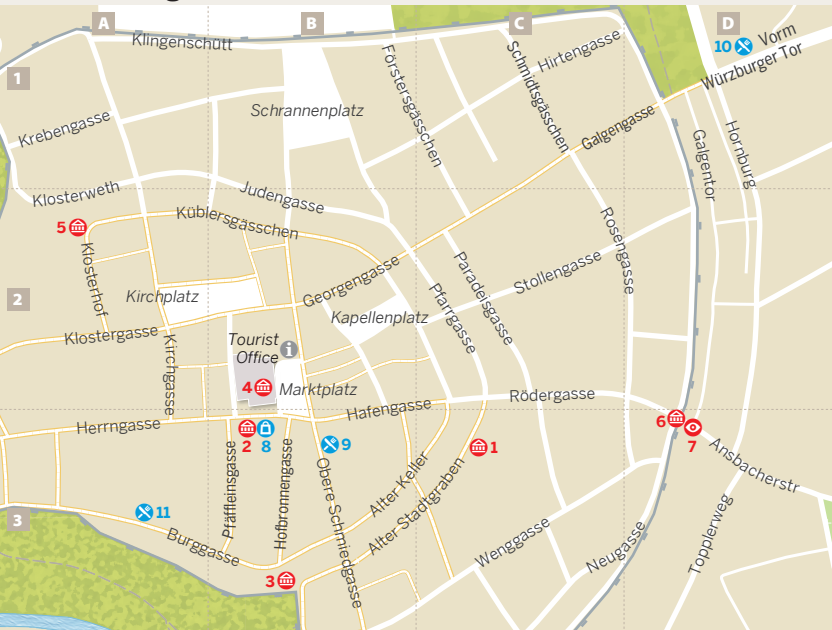 A
B
C
D
Klingenschütt
10
Vorm
Würzburger Tor
1
Förstersgässchen
Schmidtsgässchen
Hirtengasse
Schrannenplatz
Krebengasse
Galgengasse
Galgentor
Hornburg
Klosterweth
Judengasse
5
Küblersgässchen
Rosengasse
Klosterhof
Paradeisgasse
Stollengasse
2
Kirchplatz
Georgengasse
Pfarrgasse
Kapellenplatz
Klostergasse
Kirchgasse
Tourist
Office
i
4
Marktplatz
Hafengasse
Rödergasse
Herrngasse
6
7
Ansbacherstr
2
8
9
1
Pfäffleinsgasse
Hofbronnengasse
Obere Schmiedgasse
Alter Keller
Alter Stadtgraben
3
11
Burggasse
Wenggasse
Neugasse
Topplerweg
3